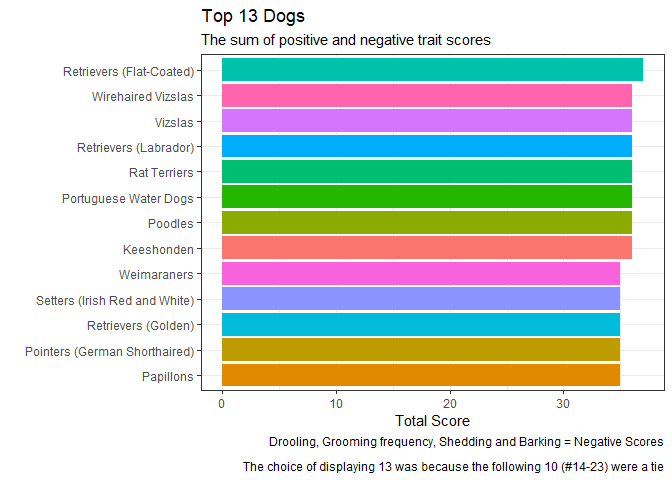 Top 13 Dogs
The sum of positive and negative trait scores
Retrievers (Flat-Coated)
Wirehaired Vizslas
Vizslas
Retrievers (Labrador)
Rat Terriers
Portuguese Water Dogs
Poodles
Keeshonden
Weimaraners
Setters (Irish Red and White)
Retrievers (Golden)
Pointers (German Shorthaired)
Papillons
0 10 20 30
Total Score
Drooling, Grooming frequency, Shedding and Barking = Negative Scores
The choice of displaying 13 was because the following 10 (#14-23) were a tie